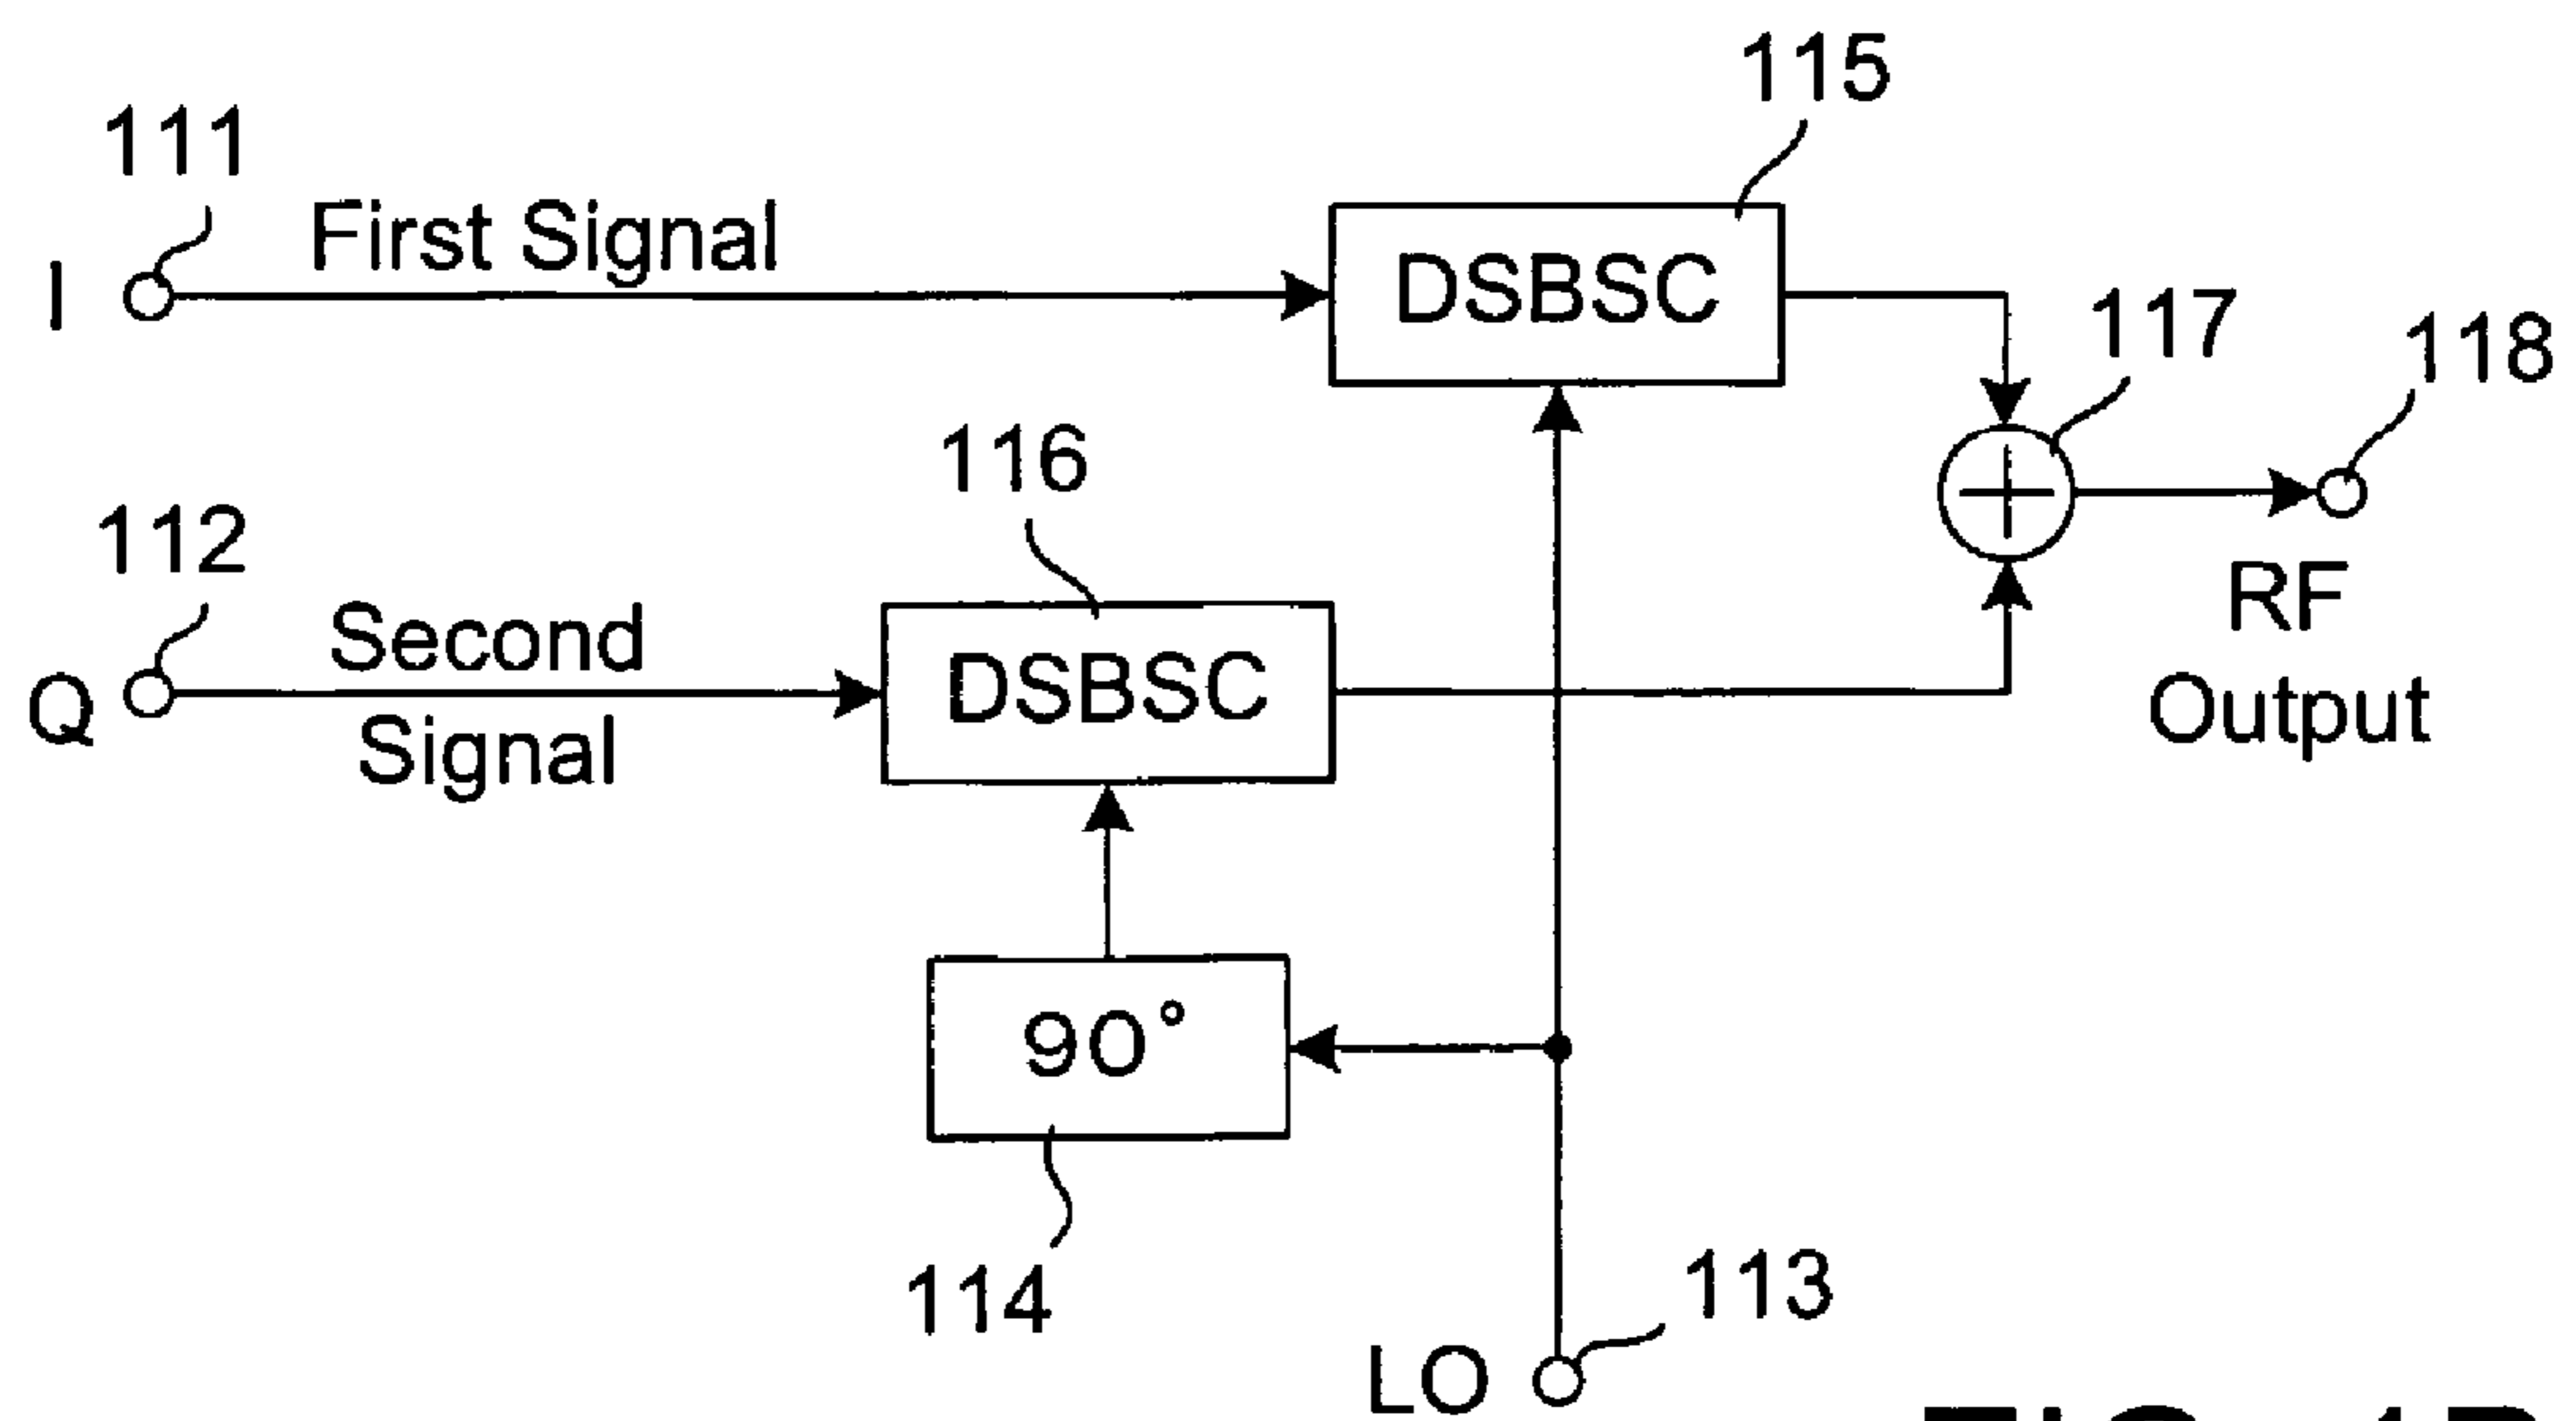 115
111
First Signal
I
DSBSC
117
118
116
112
Second
Signal
Q
DSBSC
RF
Output
90°
114
113
LO